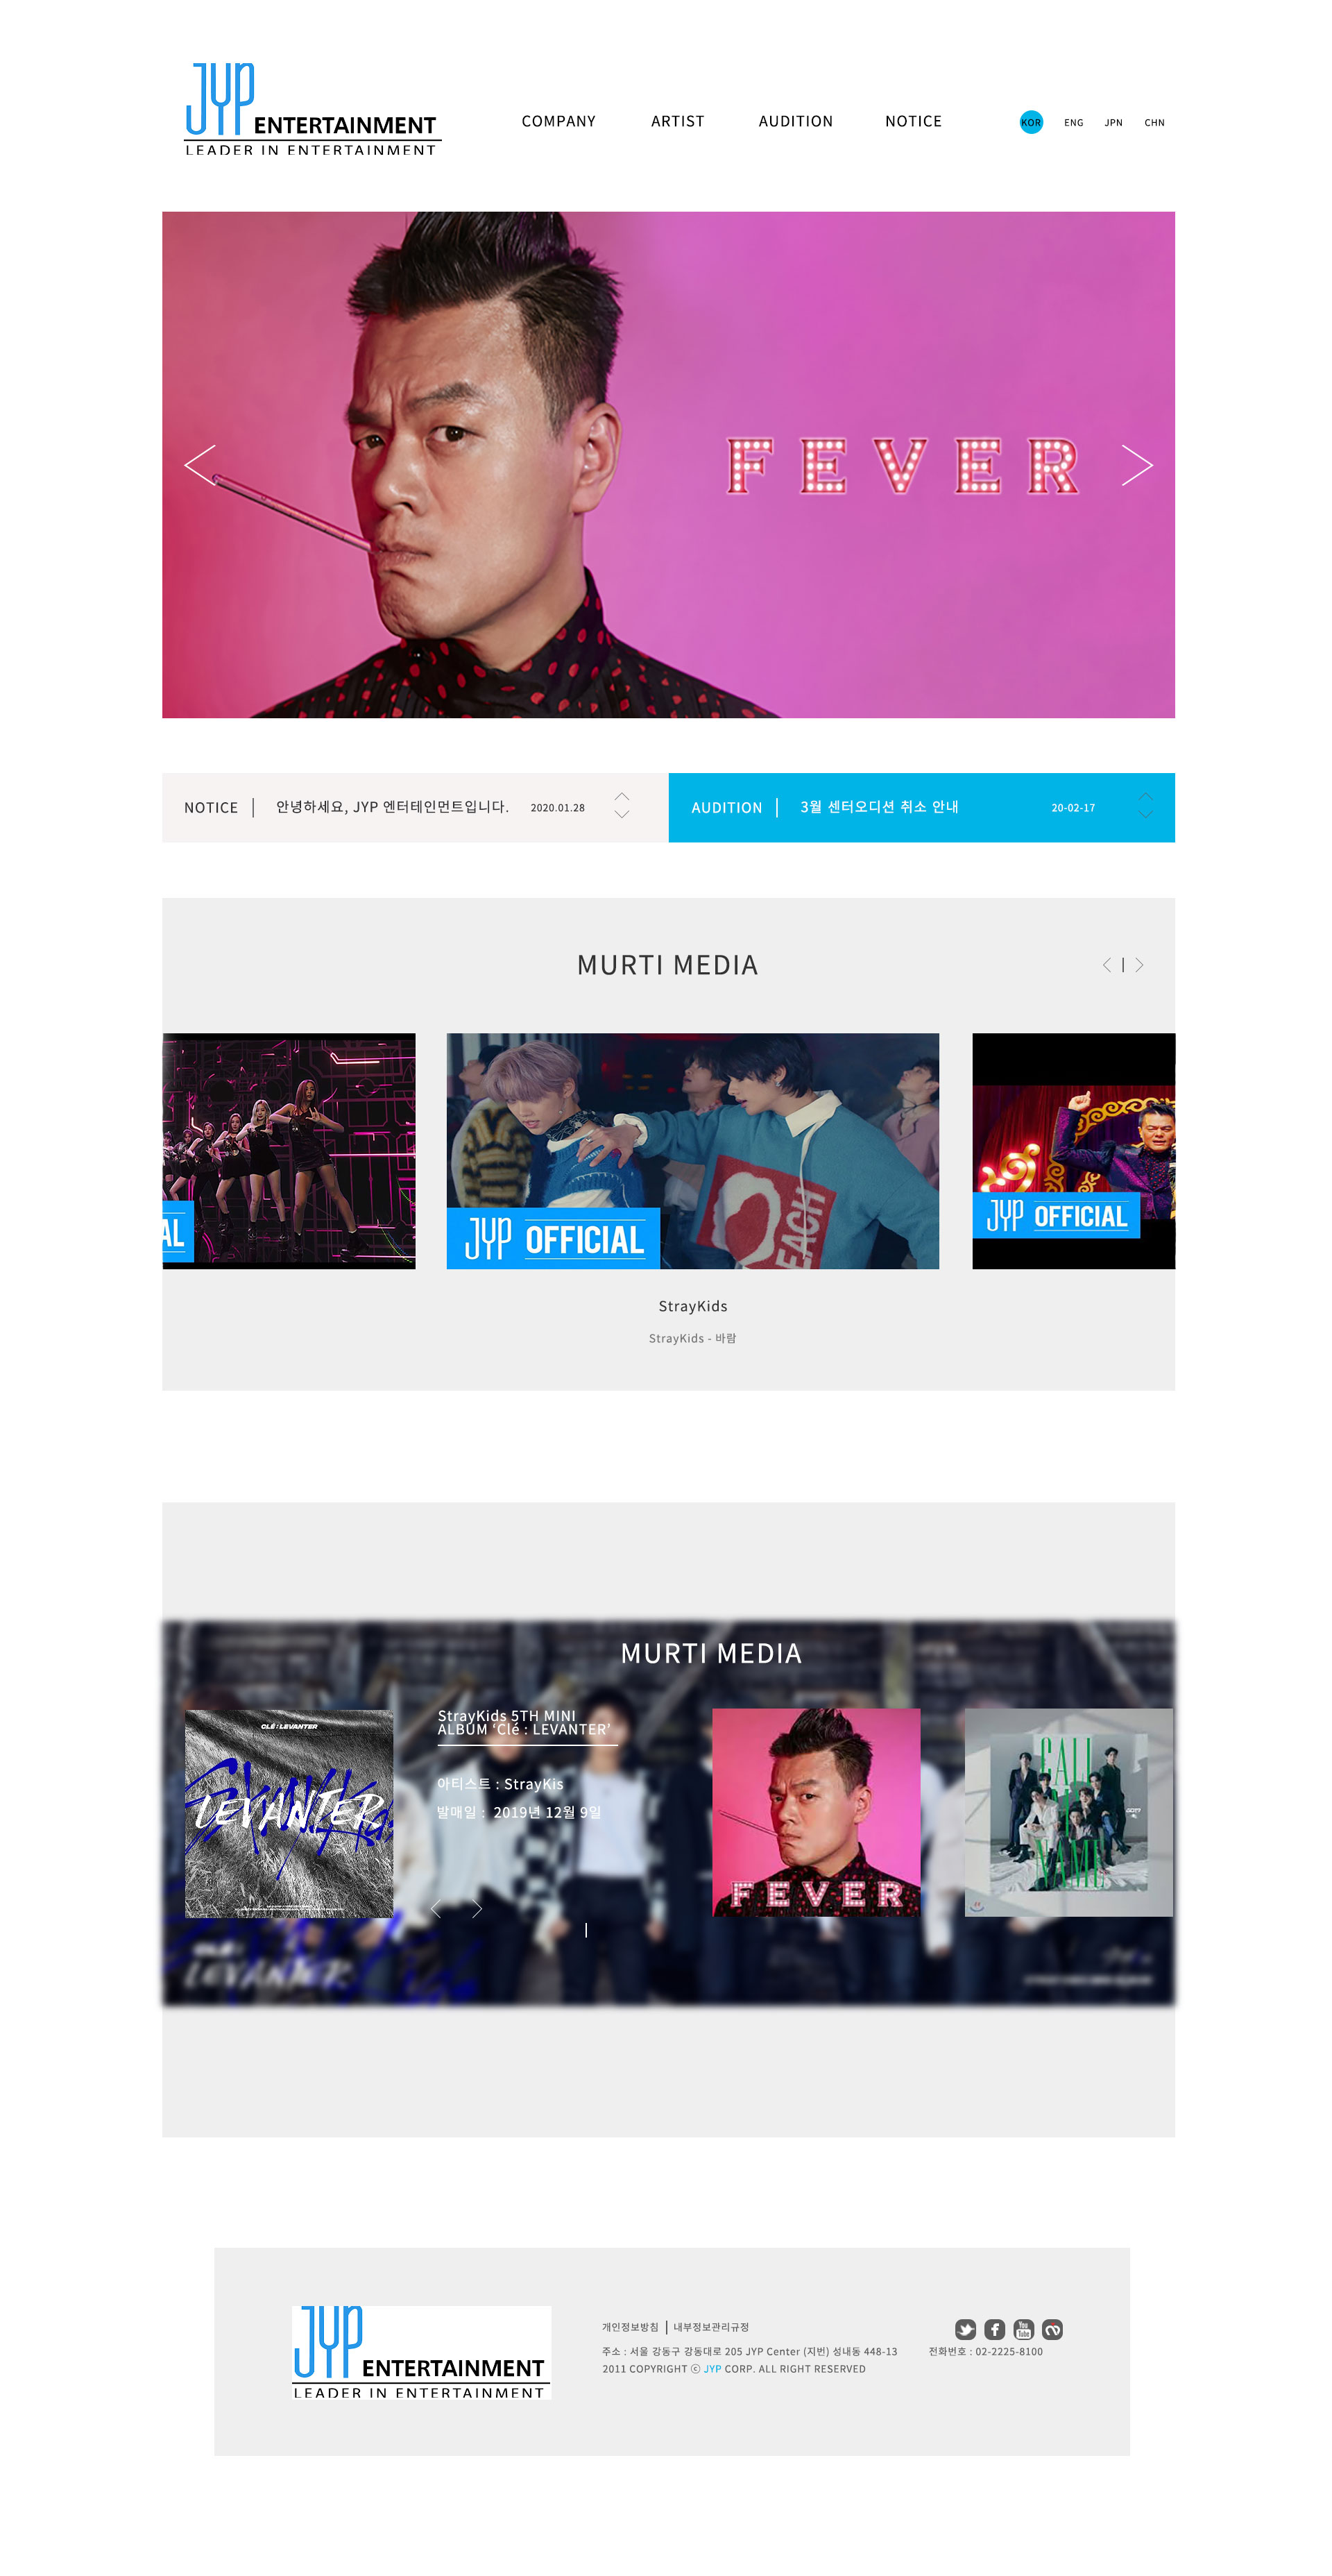 JYP ENTERTAINMENT
LEADER IN ENTERTAINMENT
COMPANY ARTIST AUDITION NOTICE
KOR ENG JPN CHN
FEVER
NOTICE 안녕하세요, JYP 엔터테인먼트입니다. 2020.01.28
AUDITION 3월 센터오디션 취소 안내 20-02-17
MURTI MEDIA
AL
JYP OFFICIAL
EACH
JYP OFFICIAL
StrayKids
StrayKids - 바람
MURTI MEDIA
CLÉ : LEVANTER
LEVANTER
StrayKids 5TH MINI
ALBUM ‘Clé : LEVANTER’
아티스트 : StrayKis
발매일 : 2019년 12월 9일
FEVER
CALL
MY
NAME
GOT7
CLÉ :
LEVANTER
JYP ENTERTAINMENT
LEADER IN ENTERTAINMENT
개인정보방침 | 내부정보관리규정
You
Tube
주소 : 서울 강동구 강동대로 205 JYP Center (지번) 성내동 448-13 전화번호 : 02-2225-8100
2011 COPYRIGHT ⓒ JYP CORP. ALL RIGHT RESERVED